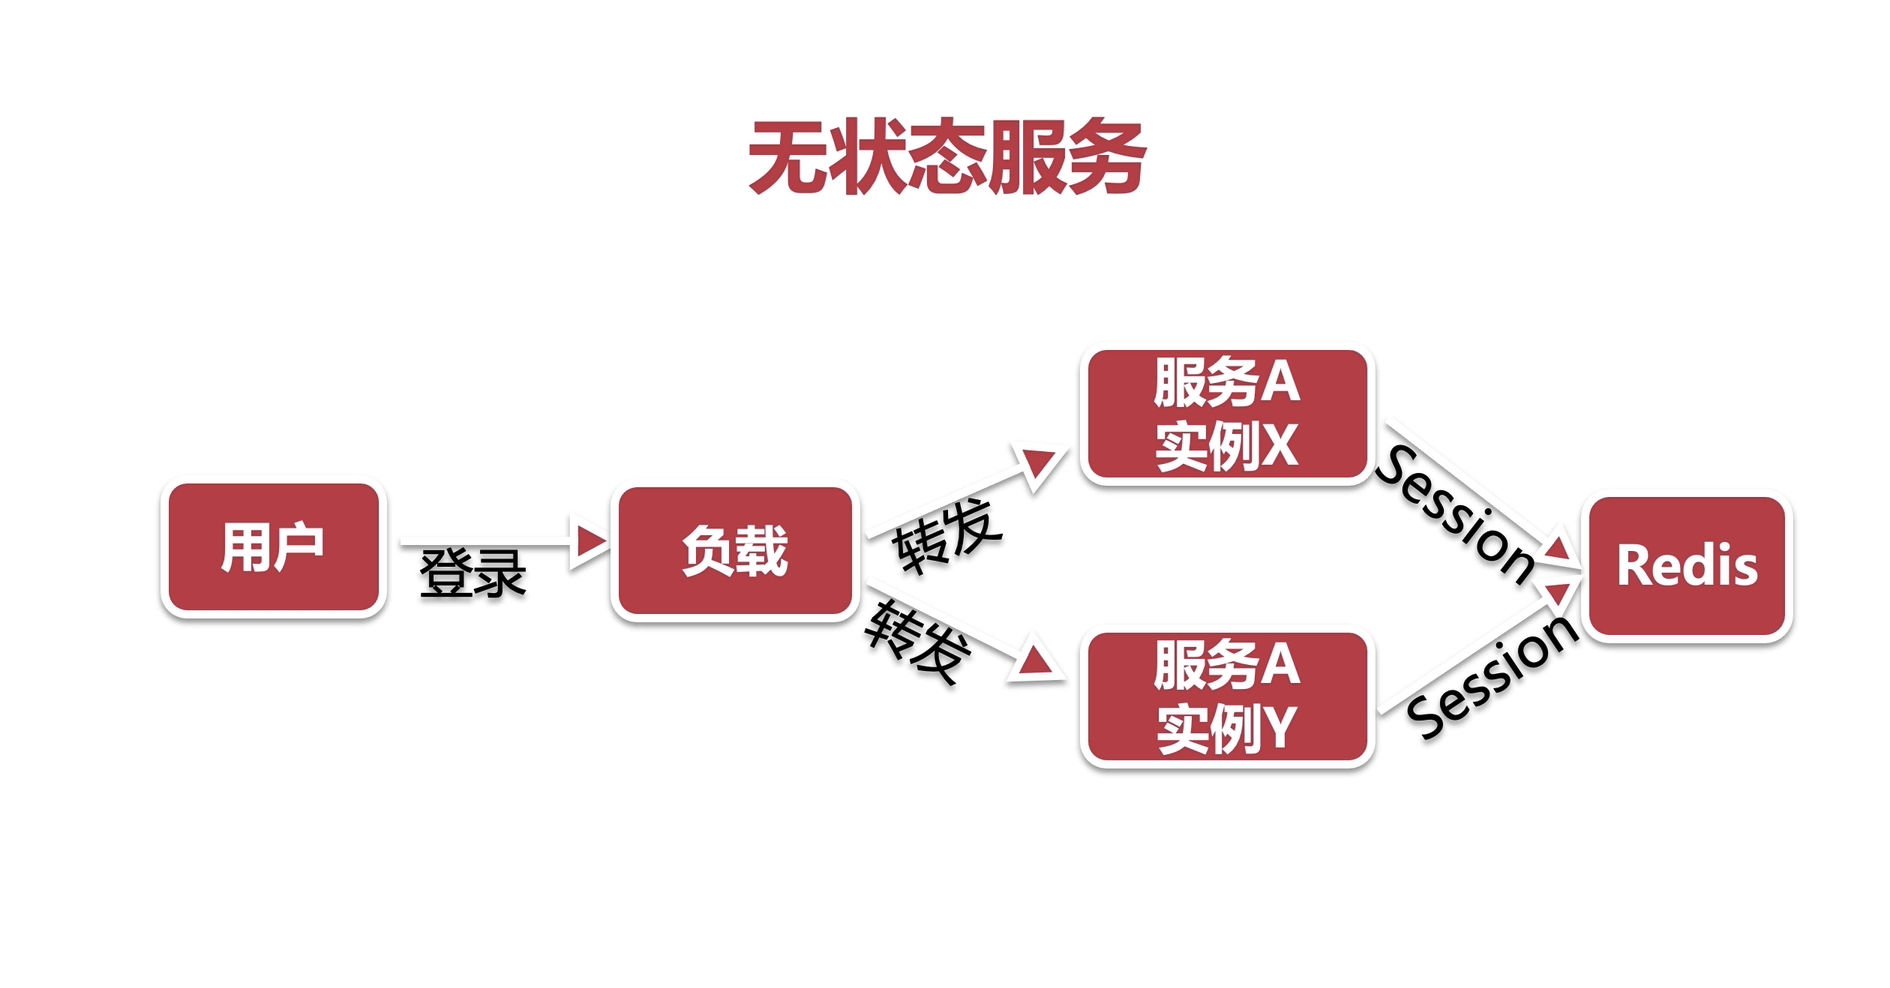 无状态服务
用户
登录
负载
转发
转发
服务A
实例X
服务A
实例Y
Session
Session
Redis